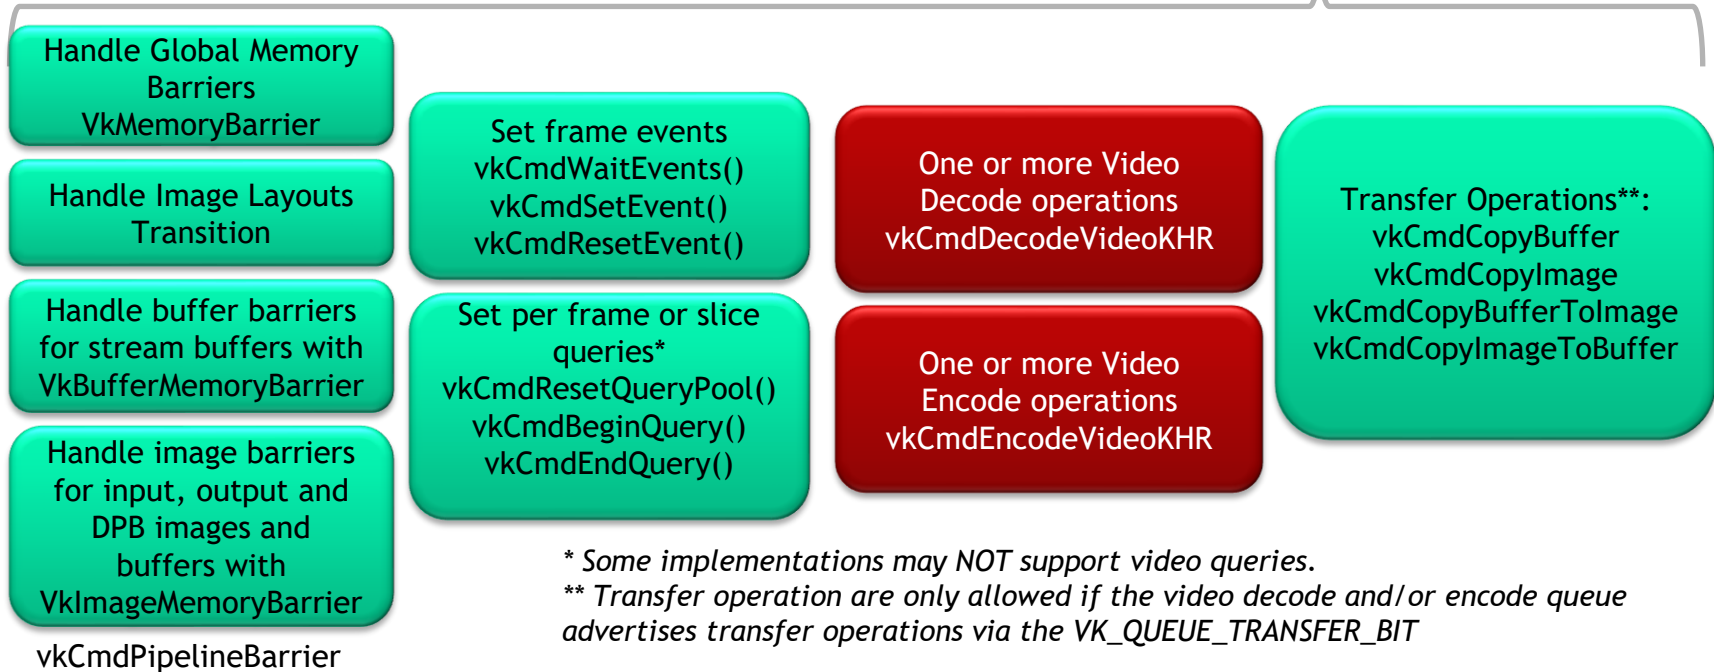 Handle Global Memory
Barriers
VkMemoryBarrier
Handle Image Layouts
Transition
Handle buffer barriers
for stream buffers with
VkBufferMemoryBarrier
Handle image barriers
for input, output and
DPB images and
buffers with
VkImageMemoryBarrier
vkCmdPipelineBarrier
Set frame events
vkCmdWaitEvents()
vkCmdSetEvent()
vkCmdResetEvent()
Set per frame or slice
queries*
vkCmdResetQueryPool()
vkCmdBeginQuery()
vkCmdEndQuery()
One or more Video
Decode operations
vkCmdDecodeVideoKHR
One or more Video
Encode operations
vkCmdEncodeVideoKHR
Transfer Operations**:
vkCmdCopyBuffer
vkCmdCopyImage
vkCmdCopyBufferToImage
vkCmdCopyImageToBuffer
* Some implementations may NOT support video queries.
** Transfer operation are only allowed if the video decode and/or encode queue
advertises transfer operations via the VK_QUEUE_TRANSFER_BIT